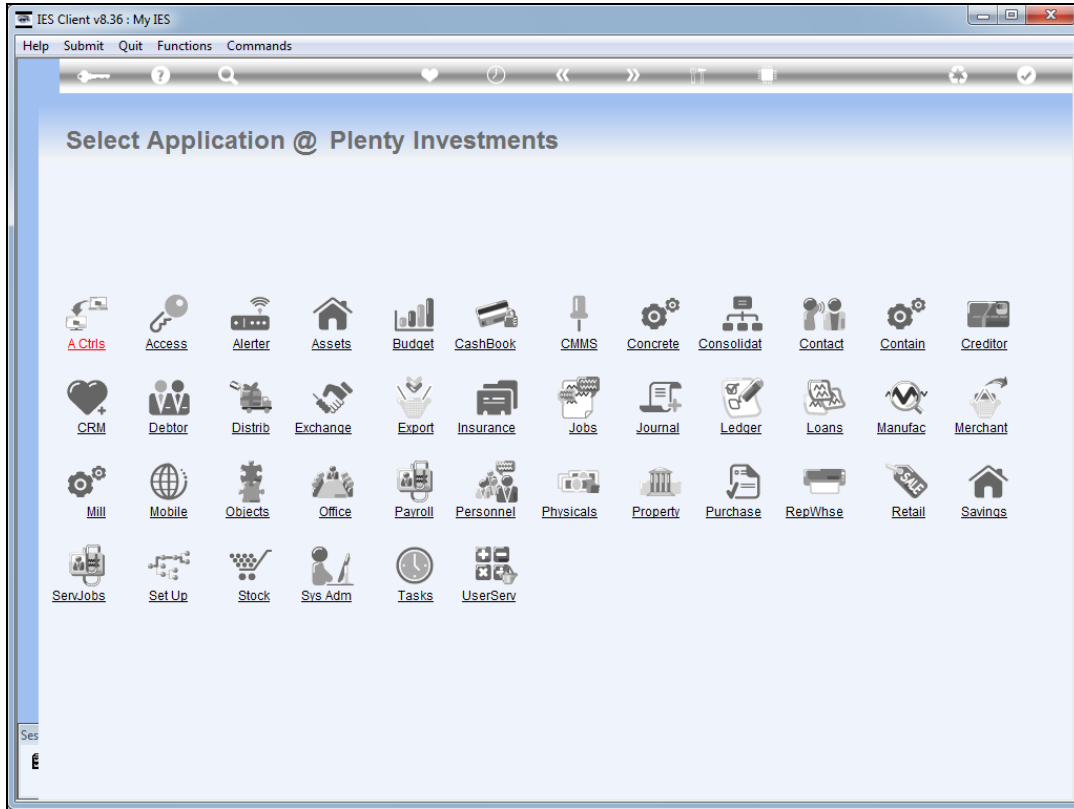 IES Client v8.36 : My IES
Help Submit Quit Functions Commands
Select Application @ Plenty Investments
A Ctrls Access Alerter Assets Budget CashBook CMMS Concrete Consolidat Contact Contain Creditor
CRM Debtor Distrib Exchange Export Insurance Jobs Journal Ledger Loans Manufac Merchant
SALE
Mill Mobile Objects Office Payroll Personnel Physicals Property Purchase RepWhse Retail Savings
ServJobs Set Up Stock Sys Adm Tasks UserServ
Ses